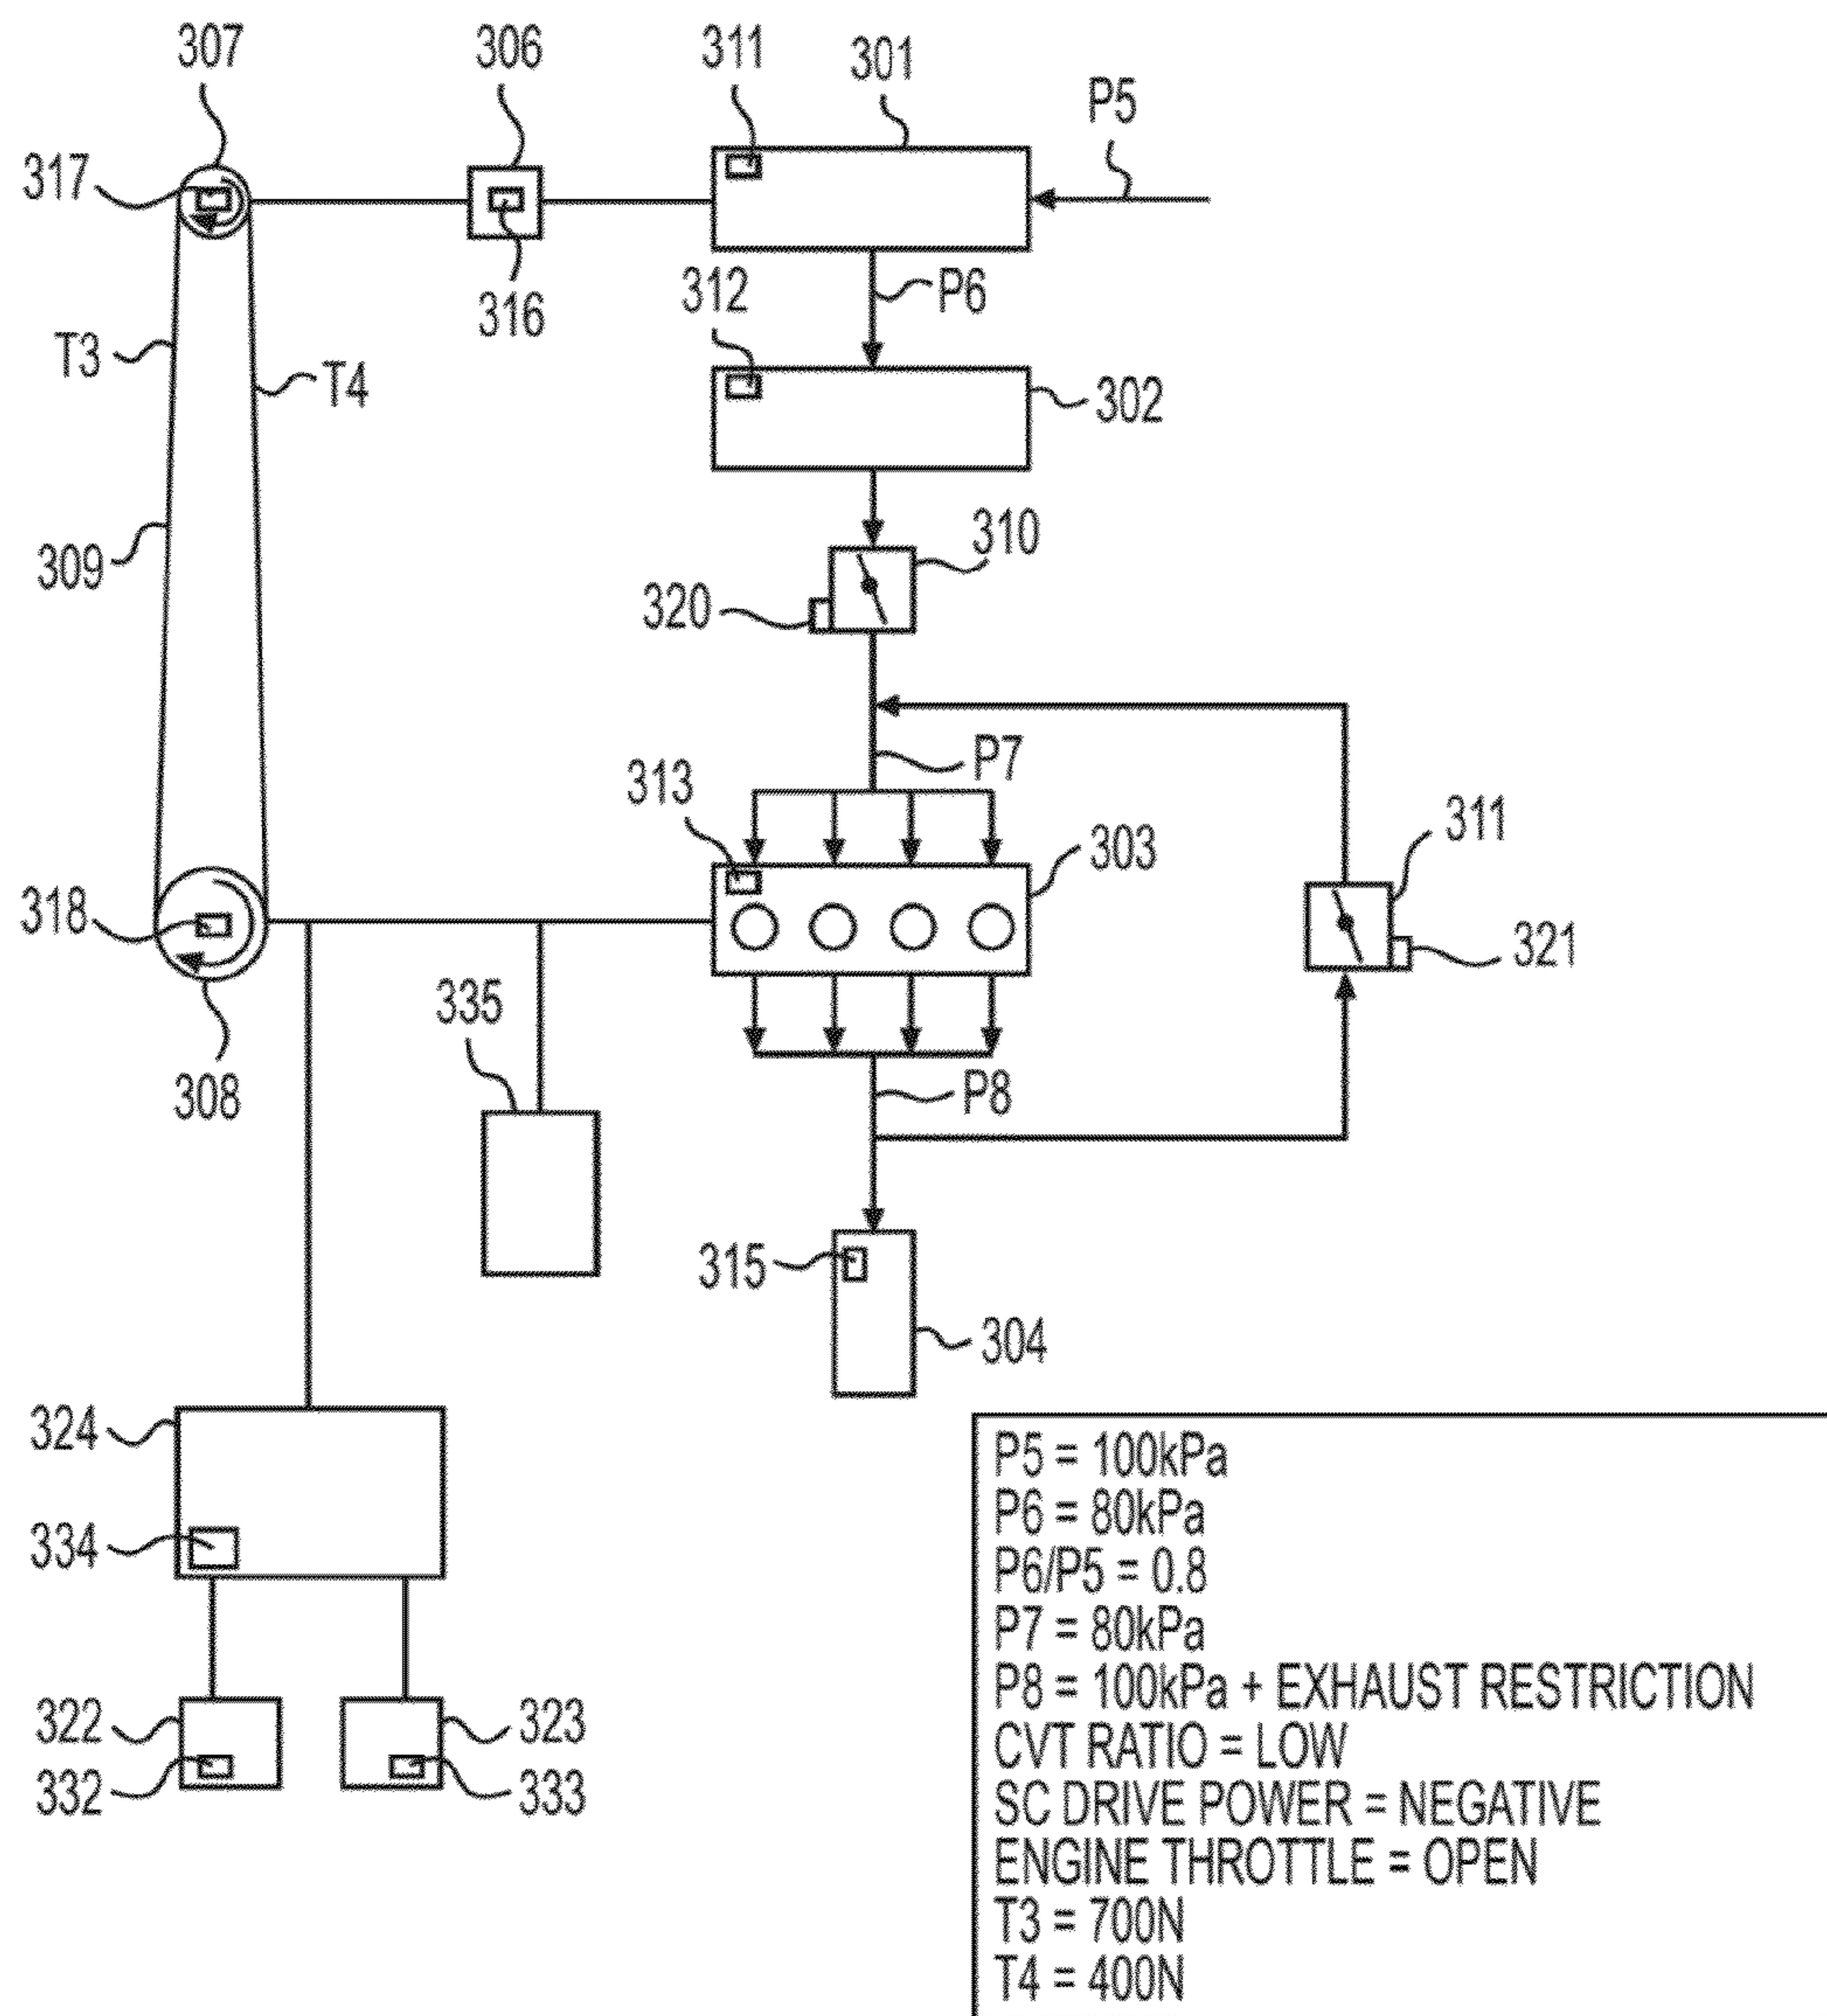 307
306
311
301
P5
317
316
312
P6
T3
T4
302
310
309
320
P7
313
311
303
318
321
335
308
P8
315
304
324
334
322
323
332
333
P5 = 100kPa
P6 = 80kPa
P6/P5 = 0.8
P7 = 80kPa
P8 = 100kPa + EXHAUST RESTRICTION
CVT RATIO = LOW
SC DRIVE POWER = NEGATIVE
ENGINE THROTTLE = OPEN
T3 = 700N
T4 = 400N